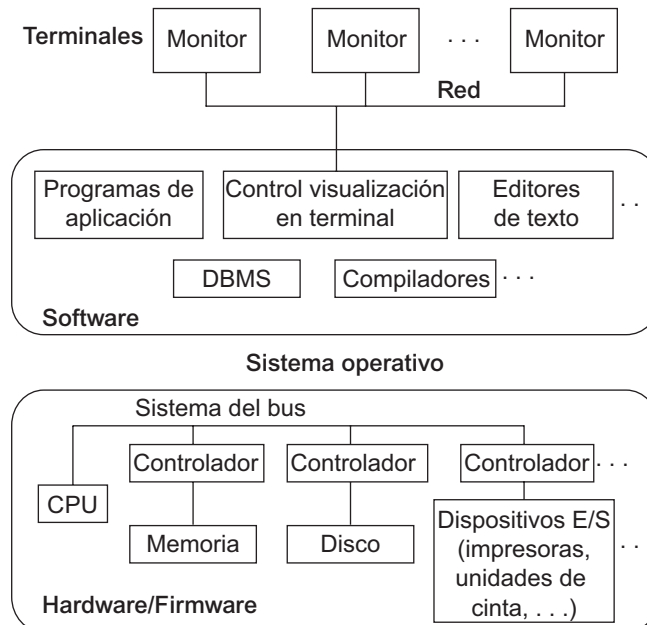 Terminales
Monitor
Monitor
. . .
Monitor
Red
Programas de
aplicación
Control visualización
en terminal
Editores
de texto
. .
DBMS
Compiladores
. . .
Software
Sistema operativo
Sistema del bus
Controlador
Controlador
Controlador
. . .
CPU
Memoria
Disco
Dispositivos E/S
(impresoras,
unidades de
cinta, . . .)
. .
Hardware/Firmware